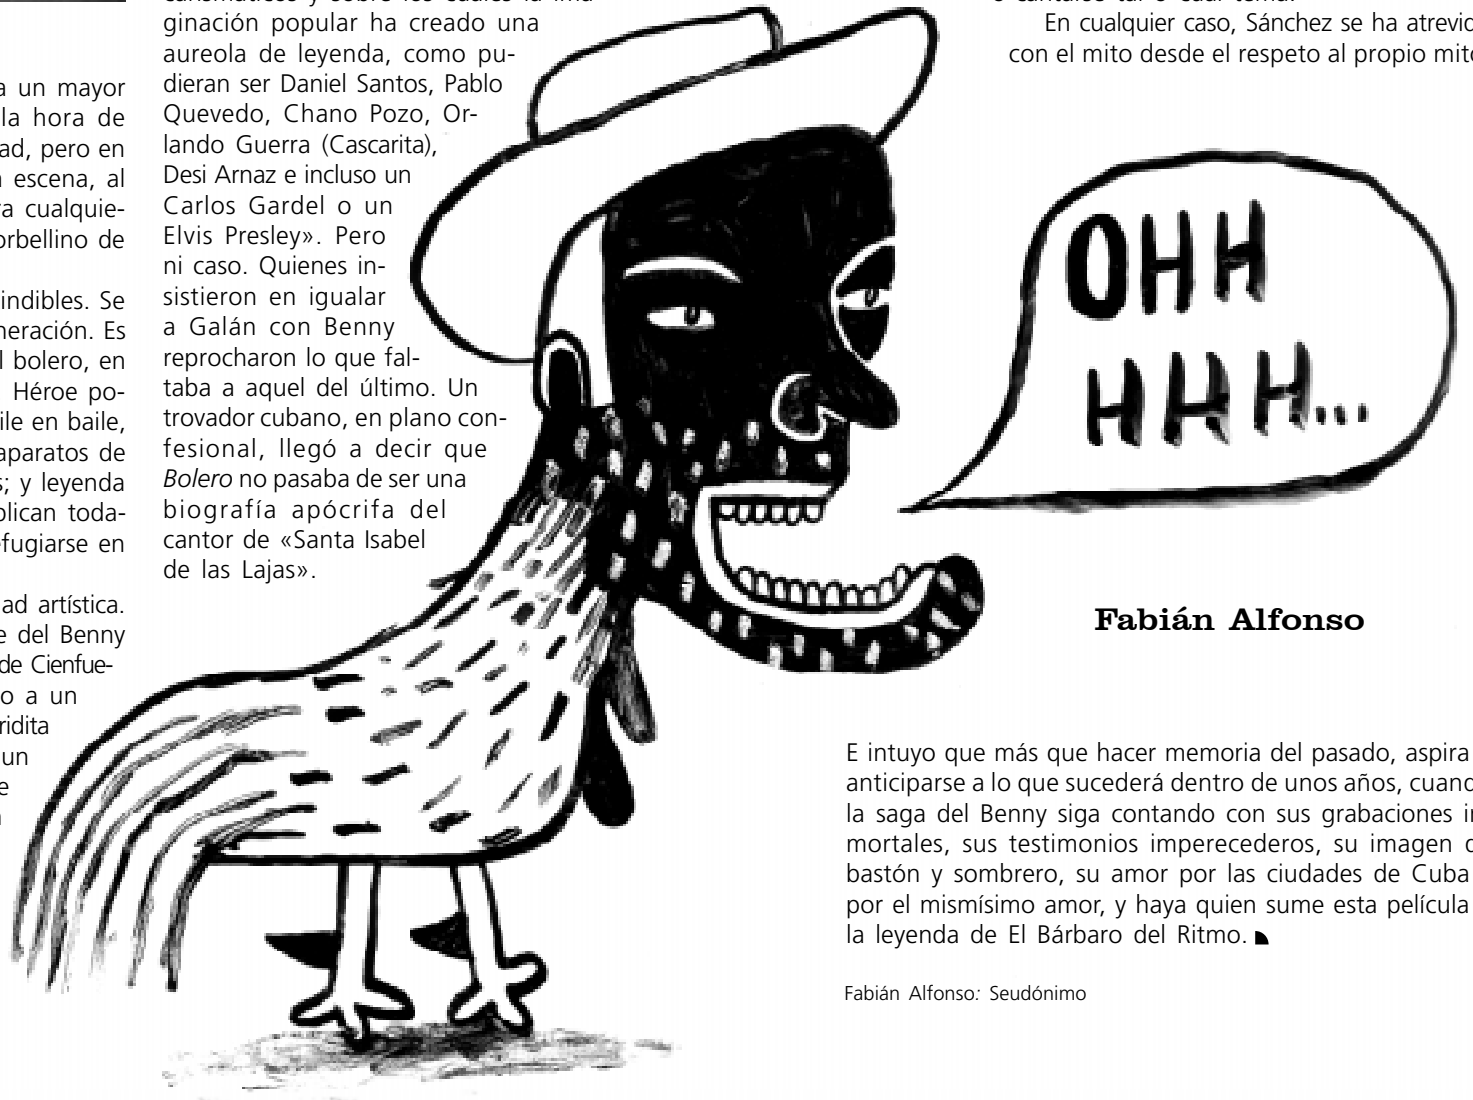 a un mayor
la hora de
ad, pero en
escena, al
a cualquie-
orbellino de
indibles. Se
neración. Es
l bolero, en
Héroe po-
ile en baile,
aparatos de
s; y leyenda
plican toda-
efugiarse en
ad artística.
e del Benny
de Cienfue-
o a un
ridita
un
e
ginación popular ha creado una
aureola de leyenda, como pu-
dieran ser Daniel Santos, Pablo
Quevedo, Chano Pozo, Or-
lando Guerra (Cascarita),
Desi Arnaz e incluso un
Carlos Gardel o un
Elvis Presley». Pero
ni caso. Quienes in-
sistieron en igualar
a Galán con Benny
reprocharon lo que fal-
taba a aquel del último. Un
trovador cubano, en plano con-
fesional, llegó a decir que
Bolero no pasaba de ser una
biografía apócrifa del
cantor de «Santa Isabel
de las Lajas».
En cualquier caso, Sánchez se ha atrevid
con el mito desde el respeto al propio mito
OHH
HHH...
Fabián Alfonso
E intuyo que más que hacer memoria del pasado, aspira
anticiparse a lo que sucederá dentro de unos años, cuand
la saga del Benny siga contando con sus grabaciones in
mortales, sus testimonios imperecederos, su imagen d
bastón y sombrero, su amor por las ciudades de Cuba
por el mismísimo amor, y haya quien sume esta película
la leyenda de El Bárbaro del Ritmo.
Fabián Alfonso: Seudónimo